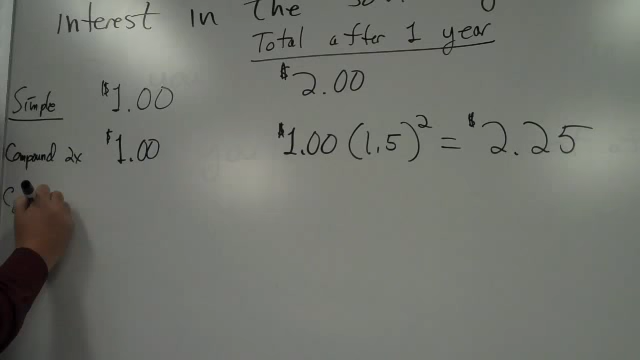 Interest in the
Total after 1 year
Simple $1.00 $2.00
Compound 2x $1.00 $1.00 (1.5)² = $2.25
C